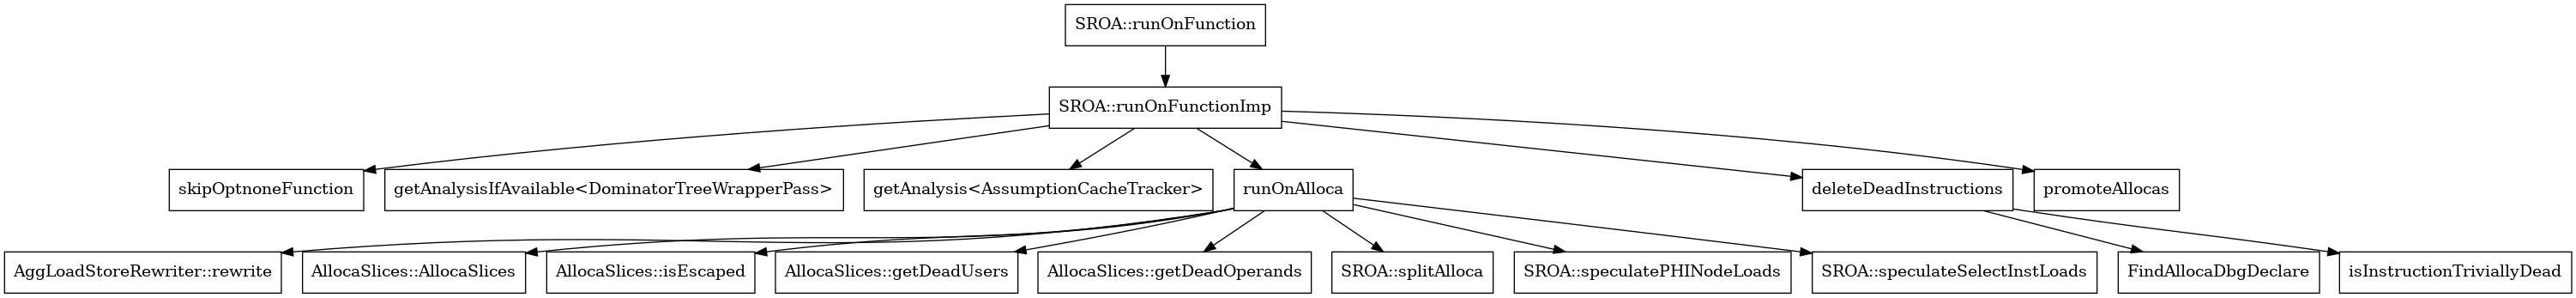 SROA::runOnFunction
SROA::runOnFunctionImp
skipOptnoneFunction
getAnalysisIfAvailable<DominatorTreeWrapperPass>
getAnalysis<AssumptionCacheTracker>
runOnAlloca
deleteDeadInstructions
promoteAllocas
AggLoadStoreRewriter::rewrite
AllocaSlices::AllocaSlices
AllocaSlices::isEscaped
AllocaSlices::getDeadUsers
AllocaSlices::getDeadOperands
SROA::splitAlloca
SROA::speculatePHINodeLoads
SROA::speculateSelectInstLoads
FindAllocaDbgDeclare
isInstructionTriviallyDead